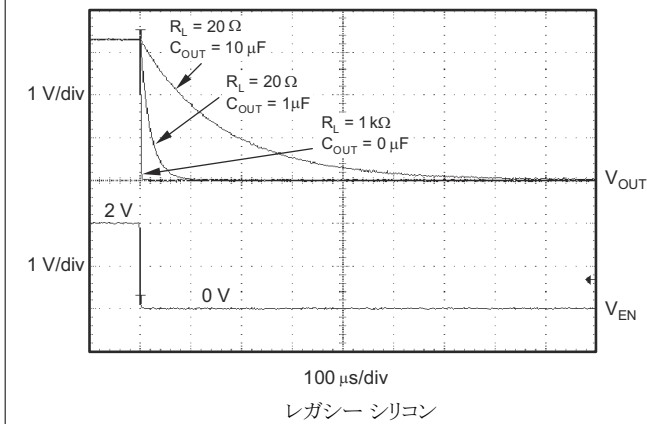 R_L = 20 Ω
C_OUT = 10 μF
R_L = 20 Ω
C_OUT = 1μF
1 V/div
R_L = 1 kΩ
C_OUT = 0 μF
V_OUT
2 V
1 V/div
0 V
V_EN
100 μs/div
レガシー シリコン